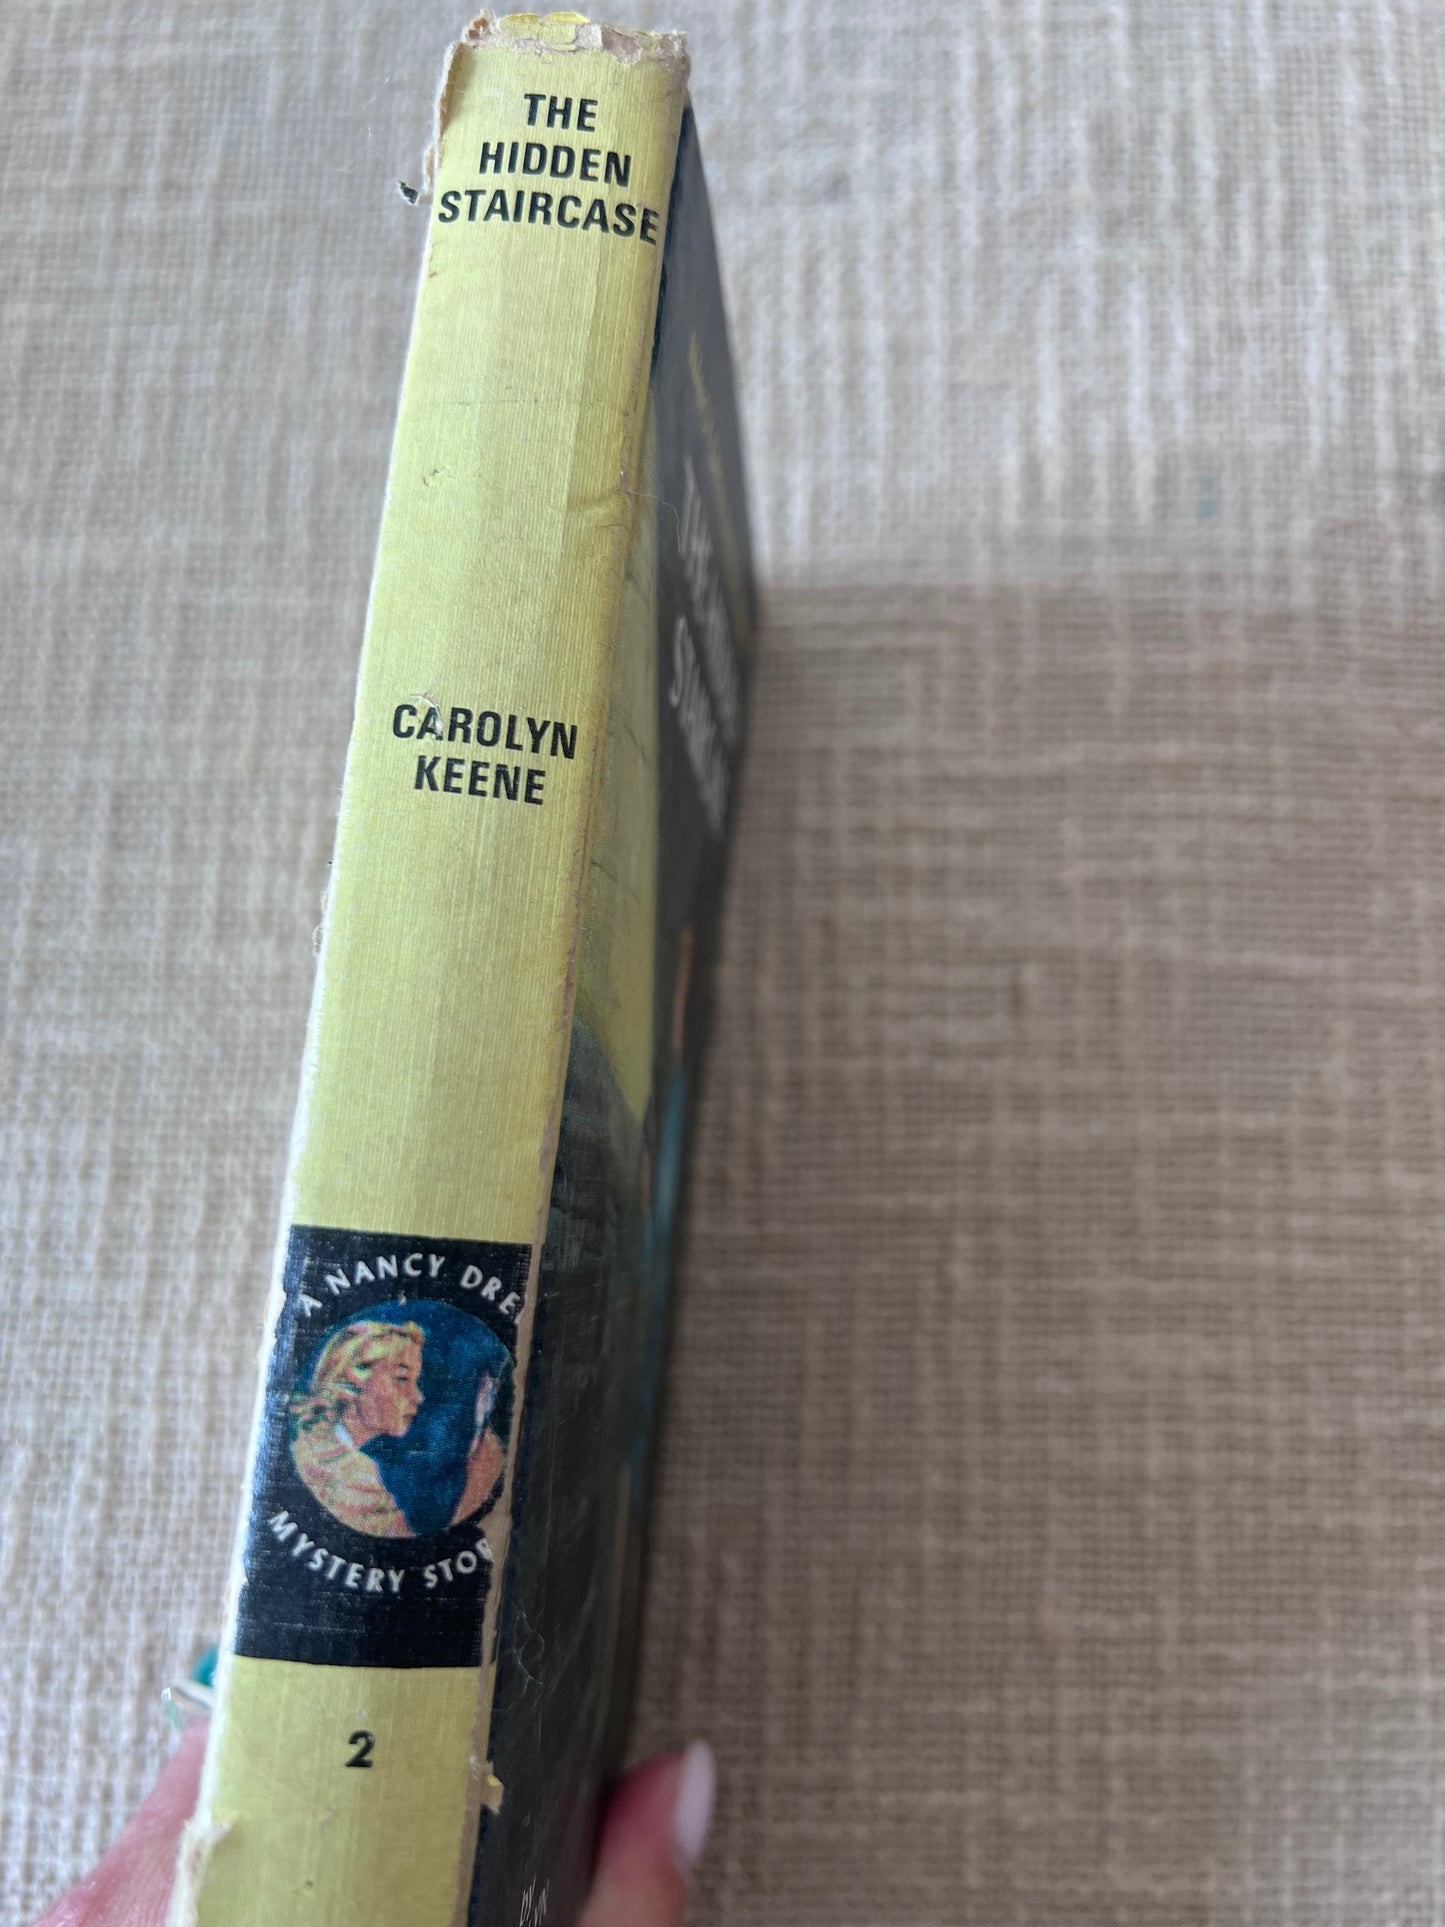 THE
HIDDEN
STAIRCASE
CAROLYN
KEENE
A NANCY DRE
MYSTERY STOR
2